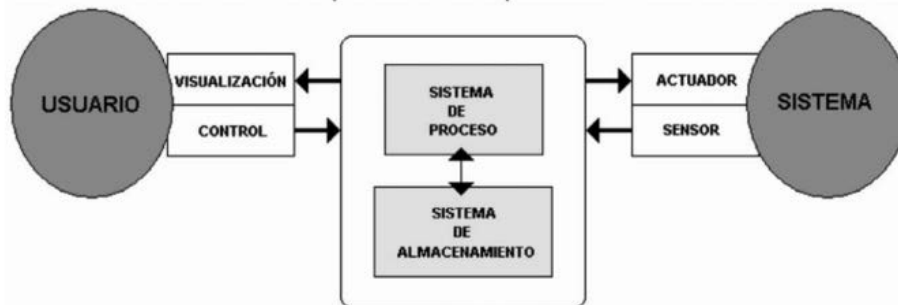 USUARIO
VISUALIZACIÓN
CONTROL
SISTEMA
DE
PROCESO
SISTEMA
DE
ALMACENAMIENTO
ACTUADOR
SENSOR
SISTEMA